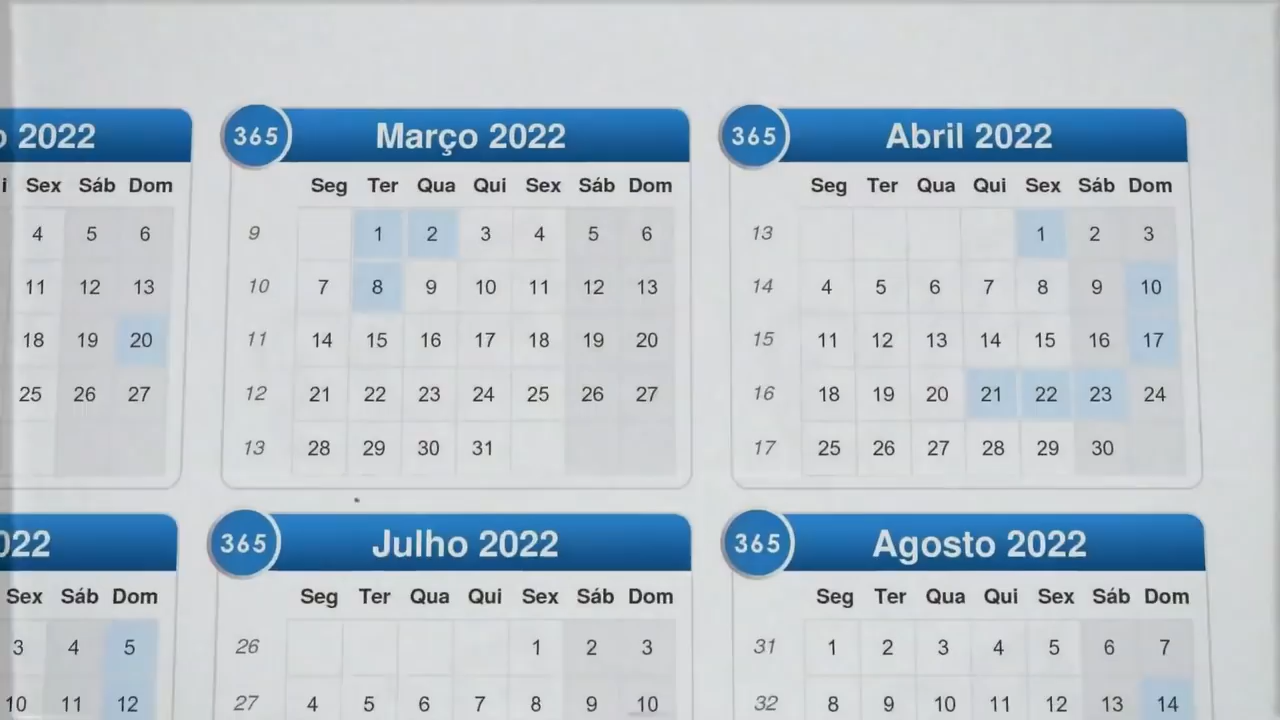 o 2022
i Sex Sáb Dom
4 5 6
11 12 13
18 19 20
25 26 27
365 Março 2022
Seg Ter Qua Qui Sex Sáb Dom
9 1 2 3 4 5 6
10 7 8 9 10 11 12 13
11 14 15 16 17 18 19 20
12 21 22 23 24 25 26 27
13 28 29 30 31
365 Abril 2022
Seg Ter Qua Qui Sex Sáb Dom
13 1 2 3
14 4 5 6 7 8 9 10
15 11 12 13 14 15 16 17
16 18 19 20 21 22 23 24
17 25 26 27 28 29 30
022
Sex Sáb Dom
3 4 5
10 11 12
365 Julho 2022
Seg Ter Qua Qui Sex Sáb Dom
26 1 2 3
27 4 5 6 7 8 9 10
365 Agosto 2022
Seg Ter Qua Qui Sex Sáb Dom
31 1 2 3 4 5 6 7
32 8 9 10 11 12 13 14